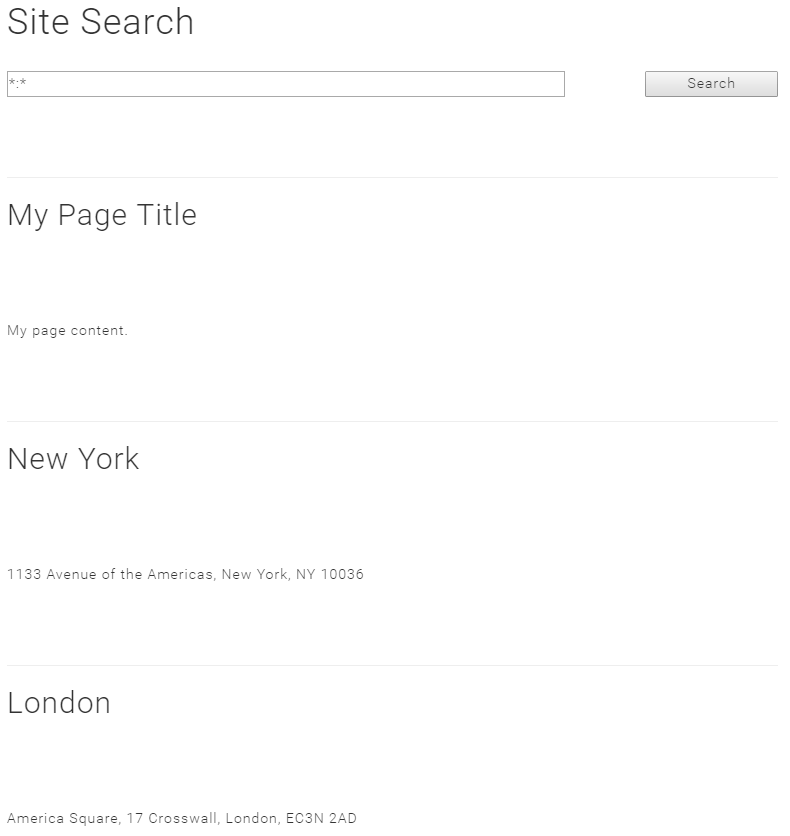 Site Search
*:*
Search
My Page Title
My page content.
New York
1133 Avenue of the Americas, New York, NY 10036
London
America Square, 17 Crosswall, London, EC3N 2AD